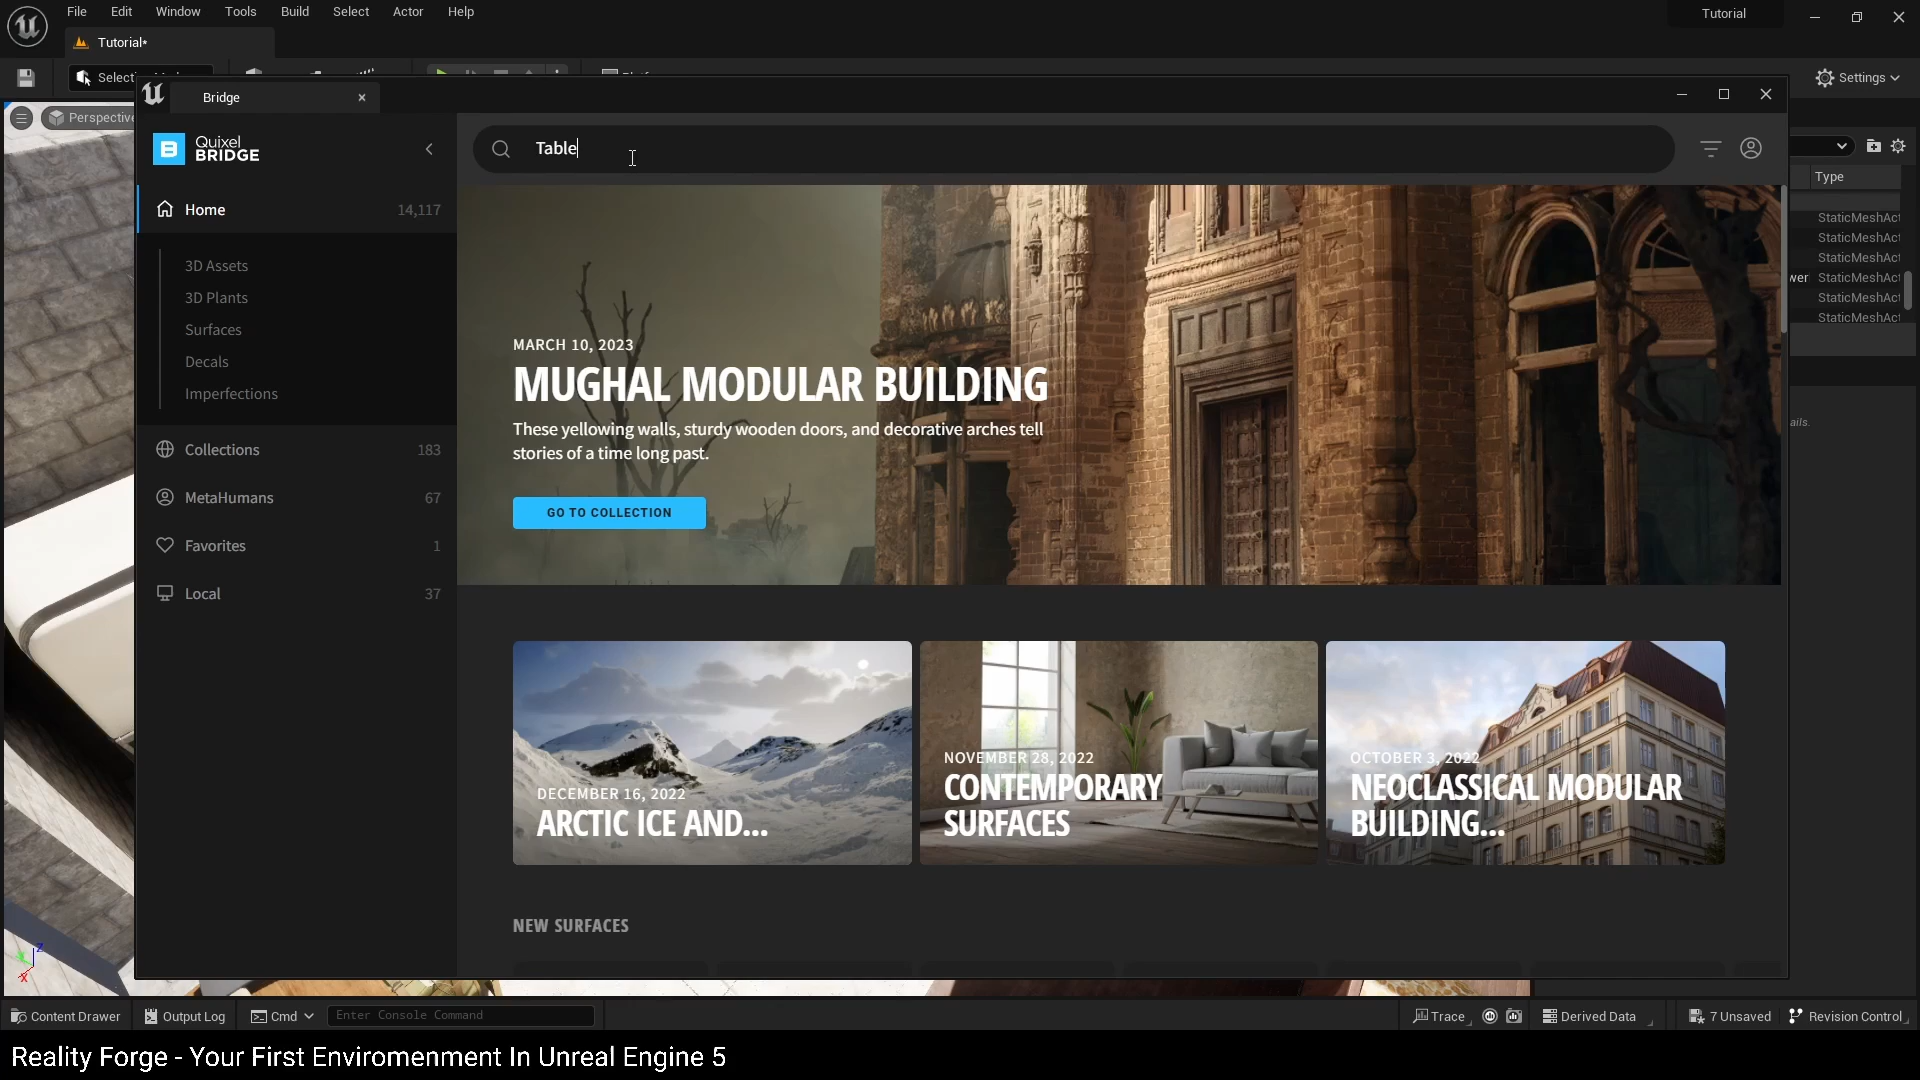 File Edit Window Tools Build Select Actor Help
Tutorial
Tutorial*
Settings
Bridge
Perspective
Quixel
BRIDGE
Table
Type
Home 14,117
StaticMeshAct
StaticMeshAct
StaticMeshAct
wer StaticMeshAct
StaticMeshAct
StaticMeshAct
3D Assets
3D Plants
Surfaces
Decals
Imperfections
Collections 183
MetaHumans 67
Favorites 1
Local 37
ails.
MARCH 10, 2023
MUGHAL MODULAR BUILDING
These yellowing walls, sturdy wooden doors, and decorative arches tell
stories of a time long past.
GO TO COLLECTION
DECEMBER 16, 2022
ARCTIC ICE AND...
NOVEMBER 28, 2022
CONTEMPORARY
SURFACES
OCTOBER 3, 2022
NEOCLASSICAL MODULAR
BUILDING...
NEW SURFACES
Z
X
Content Drawer Output Log Cmd Enter Console Command Trace Derived Data 7 Unsaved Revision Control
Reality Forge - Your First Enviromenment In Unreal Engine 5